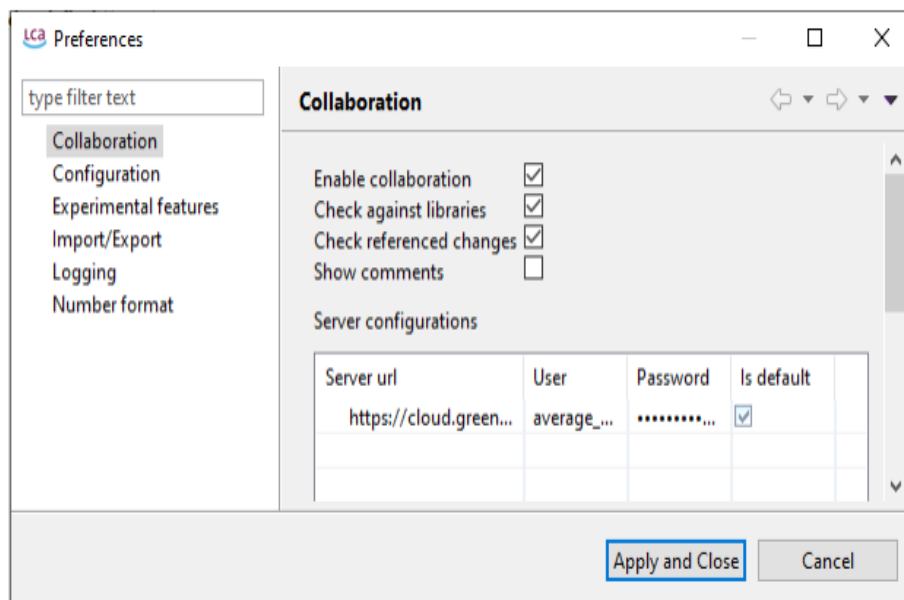 LCa Preferences
type filter text
Collaboration
Configuration
Experimental features
Import/Export
Logging
Number format
Collaboration
Enable collaboration
Check against libraries
Check referenced changes
Show comments
Server configurations
Server url User Password Is default
https://cloud.green... average_... •••••••••...
Apply and Close Cancel